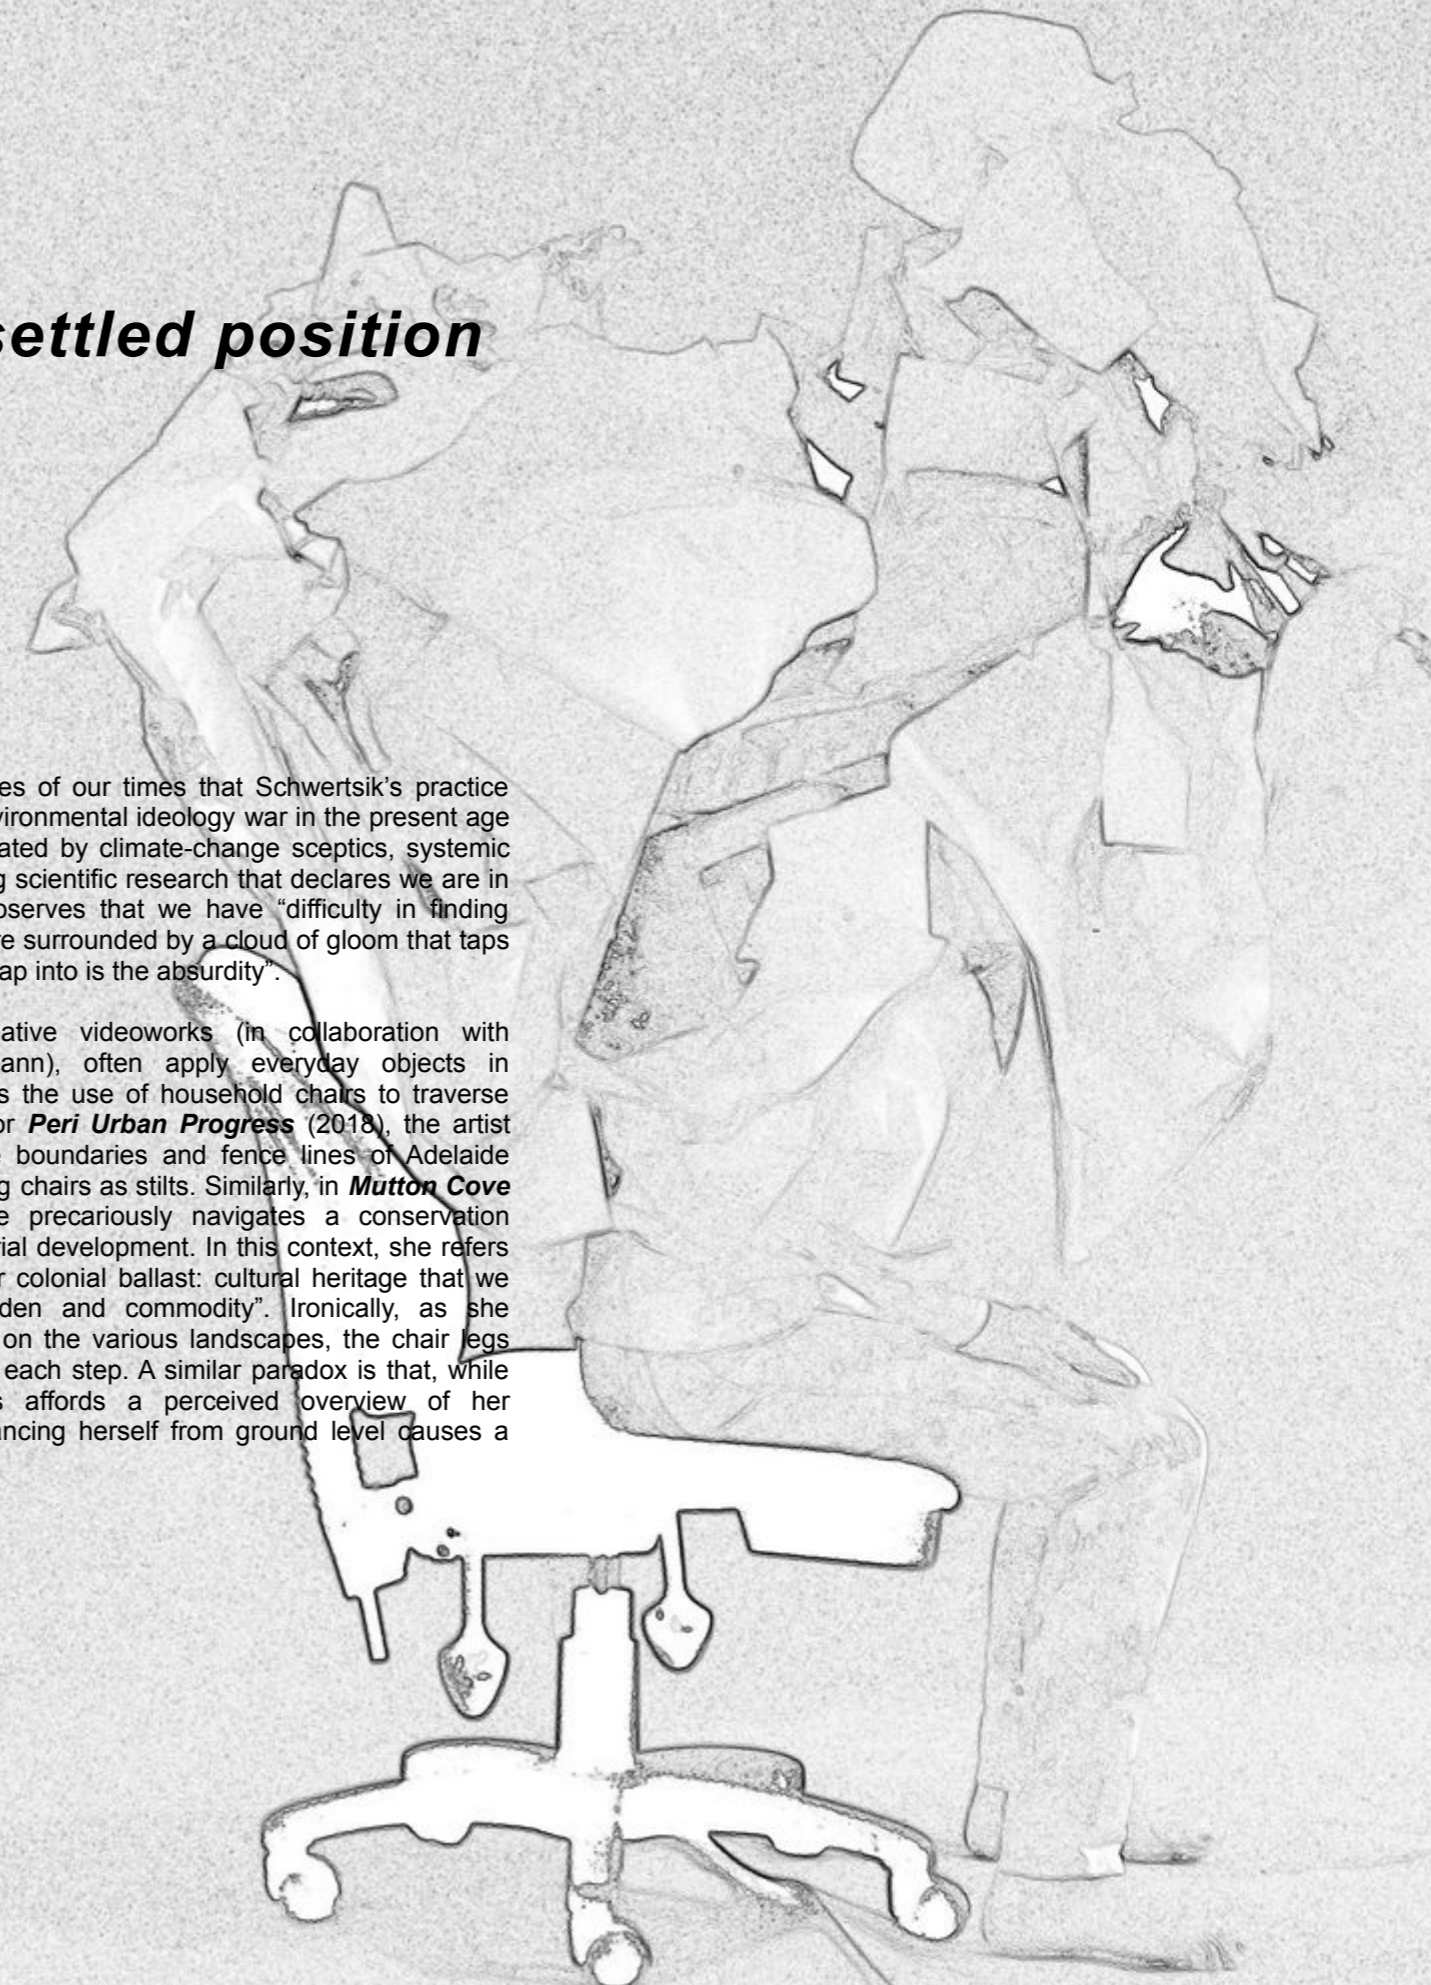 settled position
es of our times that Schwertsik’s practice
vironmental ideology war in the present age
ated by climate-change sceptics, systemic
g scientific research that declares we are in
bserves that we have “difficulty in finding
re surrounded by a cloud of gloom that taps
ap into is the absurdity”.
ative videoworks (in collaboration with
ann), often apply everyday objects in
s the use of household chairs to traverse
or Peri Urban Progress (2018), the artist
e boundaries and fence lines of Adelaide
g chairs as stilts. Similarly, in Mutton Cove
e precariously navigates a conservation
rial development. In this context, she refers
r colonial ballast: cultural heritage that we
den and commodity”. Ironically, as she
on the various landscapes, the chair legs
each step. A similar paradox is that, while
s affords a perceived overview of her
ancing herself from ground level causes a